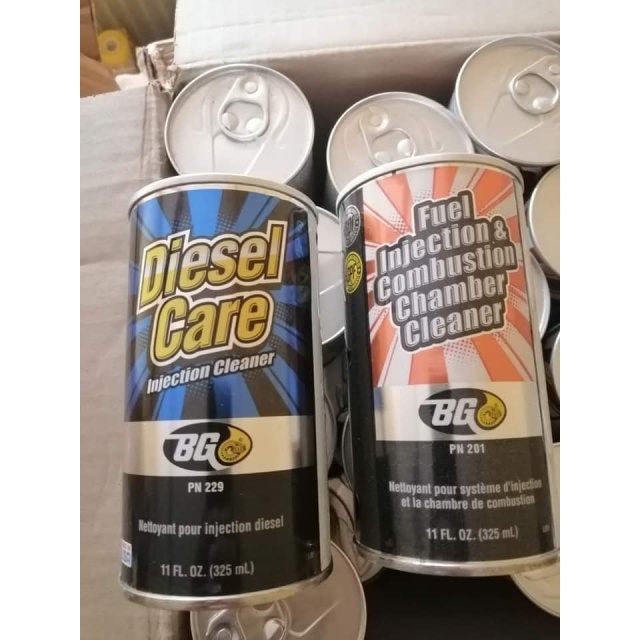 Diesel
Care
Injection Cleaner
BG
PN 229
Nettoyant pour injection diesel
11 FL. OZ. (325 mL)
Fuel
Injection &
Combustion
Chamber
Cleaner
BG
PN 201
Nettoyant pour système d'injection
et la chambre de combustion
11 FL. OZ. (325 mL)